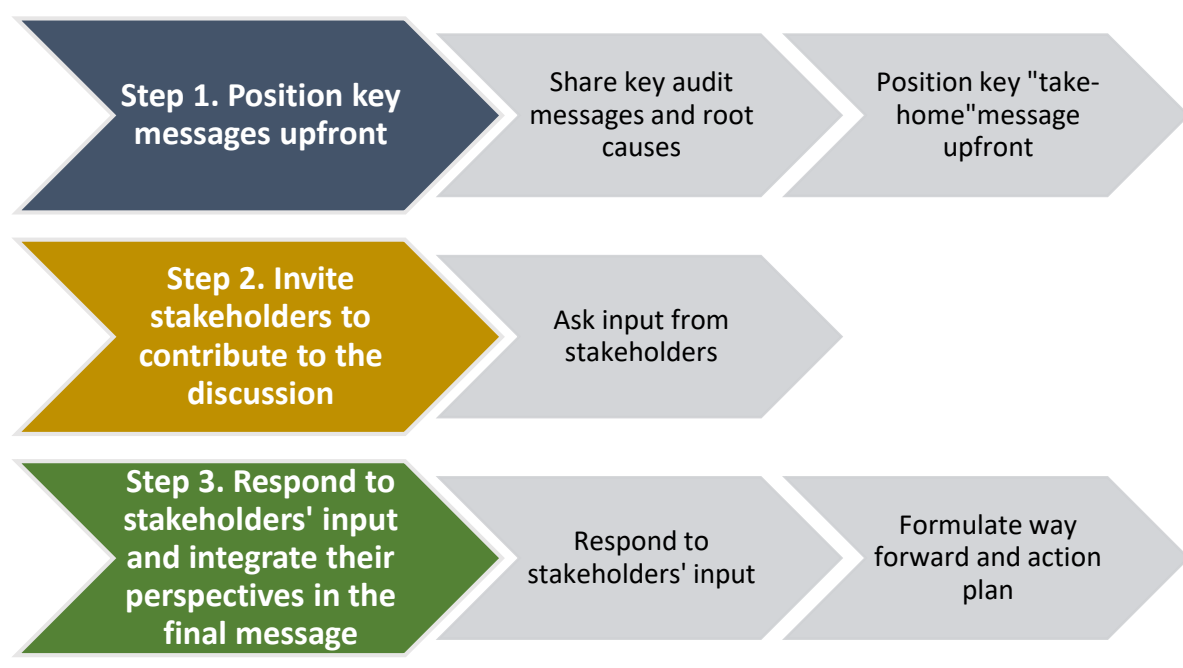 Step 1. Position key
messages upfront
Share key audit
messages and root
causes
Position key "take-
home"message
upfront
Step 2. Invite
stakeholders to
contribute to the
discussion
Ask input from
stakeholders
Step 3. Respond to
stakeholders' input
and integrate their
perspectives in the
final message
Respond to
stakeholders' input
Formulate way
forward and action
plan